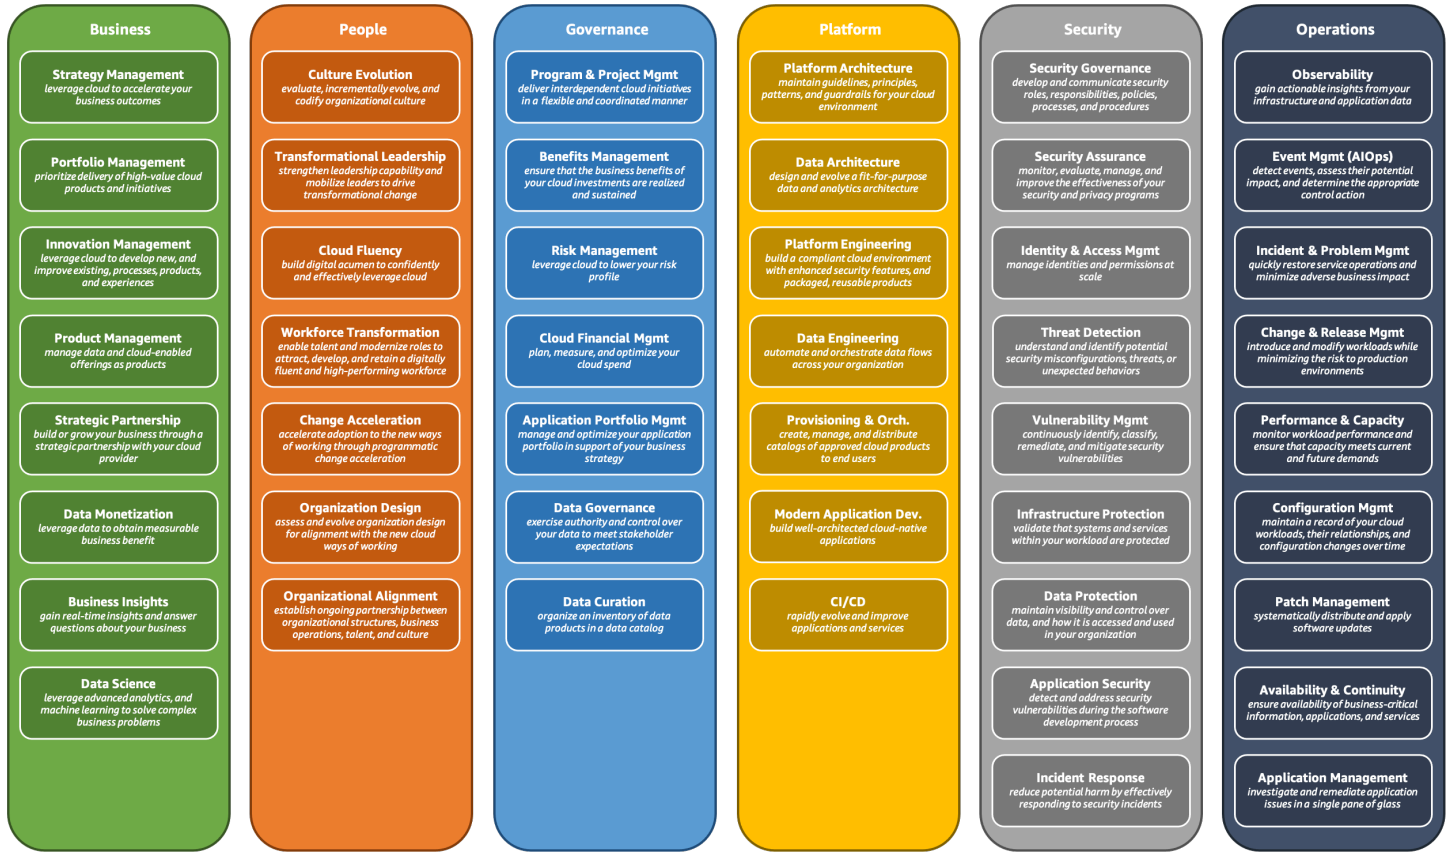 Business
Strategy Management
leverage cloud to accelerate your
business outcomes
Portfolio Management
prioritize delivery of high-value cloud
products and initiatives
Innovation Management
leverage cloud to develop new, and
improve existing, processes, products,
and experiences
Product Management
manage data and cloud-enabled
offerings as products
Strategic Partnership
build or grow your business through a
strategic partnership with your cloud
provider
Data Monetization
leverage data to obtain measurable
business benefit
Business Insights
gain real-time insights and answer
questions about your business
Data Science
leverage advanced analytics, and
machine learning to solve complex
business problems
People
Culture Evolution
evaluate, incrementally evolve, and
codify organizational culture
Transformational Leadership
strengthen leadership capability and
mobilize leaders to drive
transformational change
Cloud Fluency
build digital acumen to confidently
and effectively leverage cloud
Workforce Transformation
enable talent and modernize roles to
attract, develop, and retain a digitally
fluent and high-performing workforce
Change Acceleration
accelerate adoption to the new ways
of working through programmatic
change acceleration
Organization Design
assess and evolve organization design
for alignment with the new cloud
ways of working
Organizational Alignment
establish ongoing partnership between
organizational structures, business
operations, talent, and culture
Governance
Program & Project Mgmt
deliver interdependent cloud initiatives
in a flexible and coordinated manner
Benefits Management
ensure that the business benefits of
your cloud investments are realized
and sustained
Risk Management
leverage cloud to lower your risk
profile
Cloud Financial Mgmt
plan, measure, and optimize your
cloud spend
Application Portfolio Mgmt
manage and optimize your application
portfolio in support of your business
strategy
Data Governance
exercise authority and control over
your data to meet stakeholder
expectations
Data Curation
organize an inventory of data
products in a data catalog
Platform
Platform Architecture
maintain guidelines, principles,
patterns, and guardrails for your cloud
environment
Data Architecture
design and evolve a fit-for-purpose
data and analytics architecture
Platform Engineering
build a compliant cloud environment
with enhanced security features, and
packaged, reusable products
Data Engineering
automate and orchestrate data flows
across your organization
Provisioning & Orch.
create, manage, and distribute
catalogs of approved cloud products
to end users
Modern Application Dev.
build well-architected cloud-native
applications
CI/CD
rapidly evolve and improve
applications and services
Security
Security Governance
develop and communicate security
roles, responsibilities, policies,
processes, and procedures
Security Assurance
monitor, evaluate, manage, and
improve the effectiveness of your
security and privacy programs
Identity & Access Mgmt
manage identities and permissions at
scale
Threat Detection
understand and identify potential
security misconfigurations, threats, or
unexpected behaviors
Vulnerability Mgmt
continuously identify, classify,
remediate, and mitigate security
vulnerabilities
Infrastructure Protection
validate that systems and services
within your workload are protected
Data Protection
maintain visibility and control over
data, and how it is accessed and used
in your organization
Application Security
detect and address security
vulnerabilities during the software
development process
Incident Response
reduce potential harm by effectively
responding to security incidents
Operations
Observability
gain actionable insights from your
infrastructure and application data
Event Mgmt (AIOps)
detect events, assess their potential
impact, and determine the appropriate
control action
Incident & Problem Mgmt
quickly restore service operations and
minimize adverse business impact
Change & Release Mgmt
introduce and modify workloads while
minimizing the risk to production
environments
Performance & Capacity
monitor workload performance and
ensure that capacity meets current
and future demands
Configuration Mgmt
maintain a record of your cloud
workloads, their relationships, and
configuration changes over time
Patch Management
systematically distribute and apply
software updates
Availability & Continuity
ensure availability of business-critical
information, applications, and services
Application Management
investigate and remediate application
issues in a single pane of glass